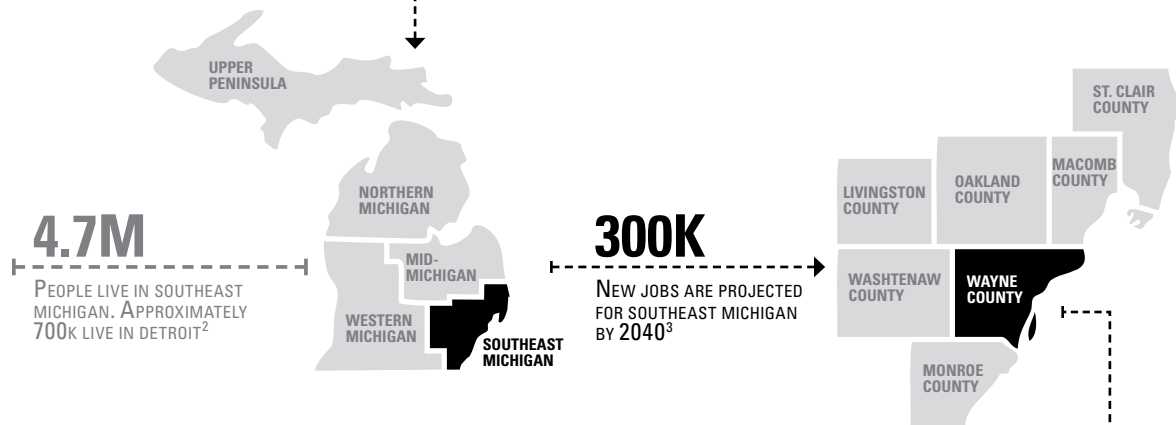 UPPER
PENINSULA
NORTHERN
MICHIGAN
MID-
MICHIGAN
WESTERN
MICHIGAN
SOUTHEAST
MICHIGAN
4.7M
PEOPLE LIVE IN SOUTHEAST
MICHIGAN. APPROXIMATELY
700K LIVE IN DETROIT²
300K
NEW JOBS ARE PROJECTED
FOR SOUTHEAST MICHIGAN
BY 2040³
ST. CLAIR
COUNTY
MACOMB
COUNTY
OAKLAND
COUNTY
LIVINGSTON
COUNTY
WASHTENAW
COUNTY
WAYNE
COUNTY
MONROE
COUNTY